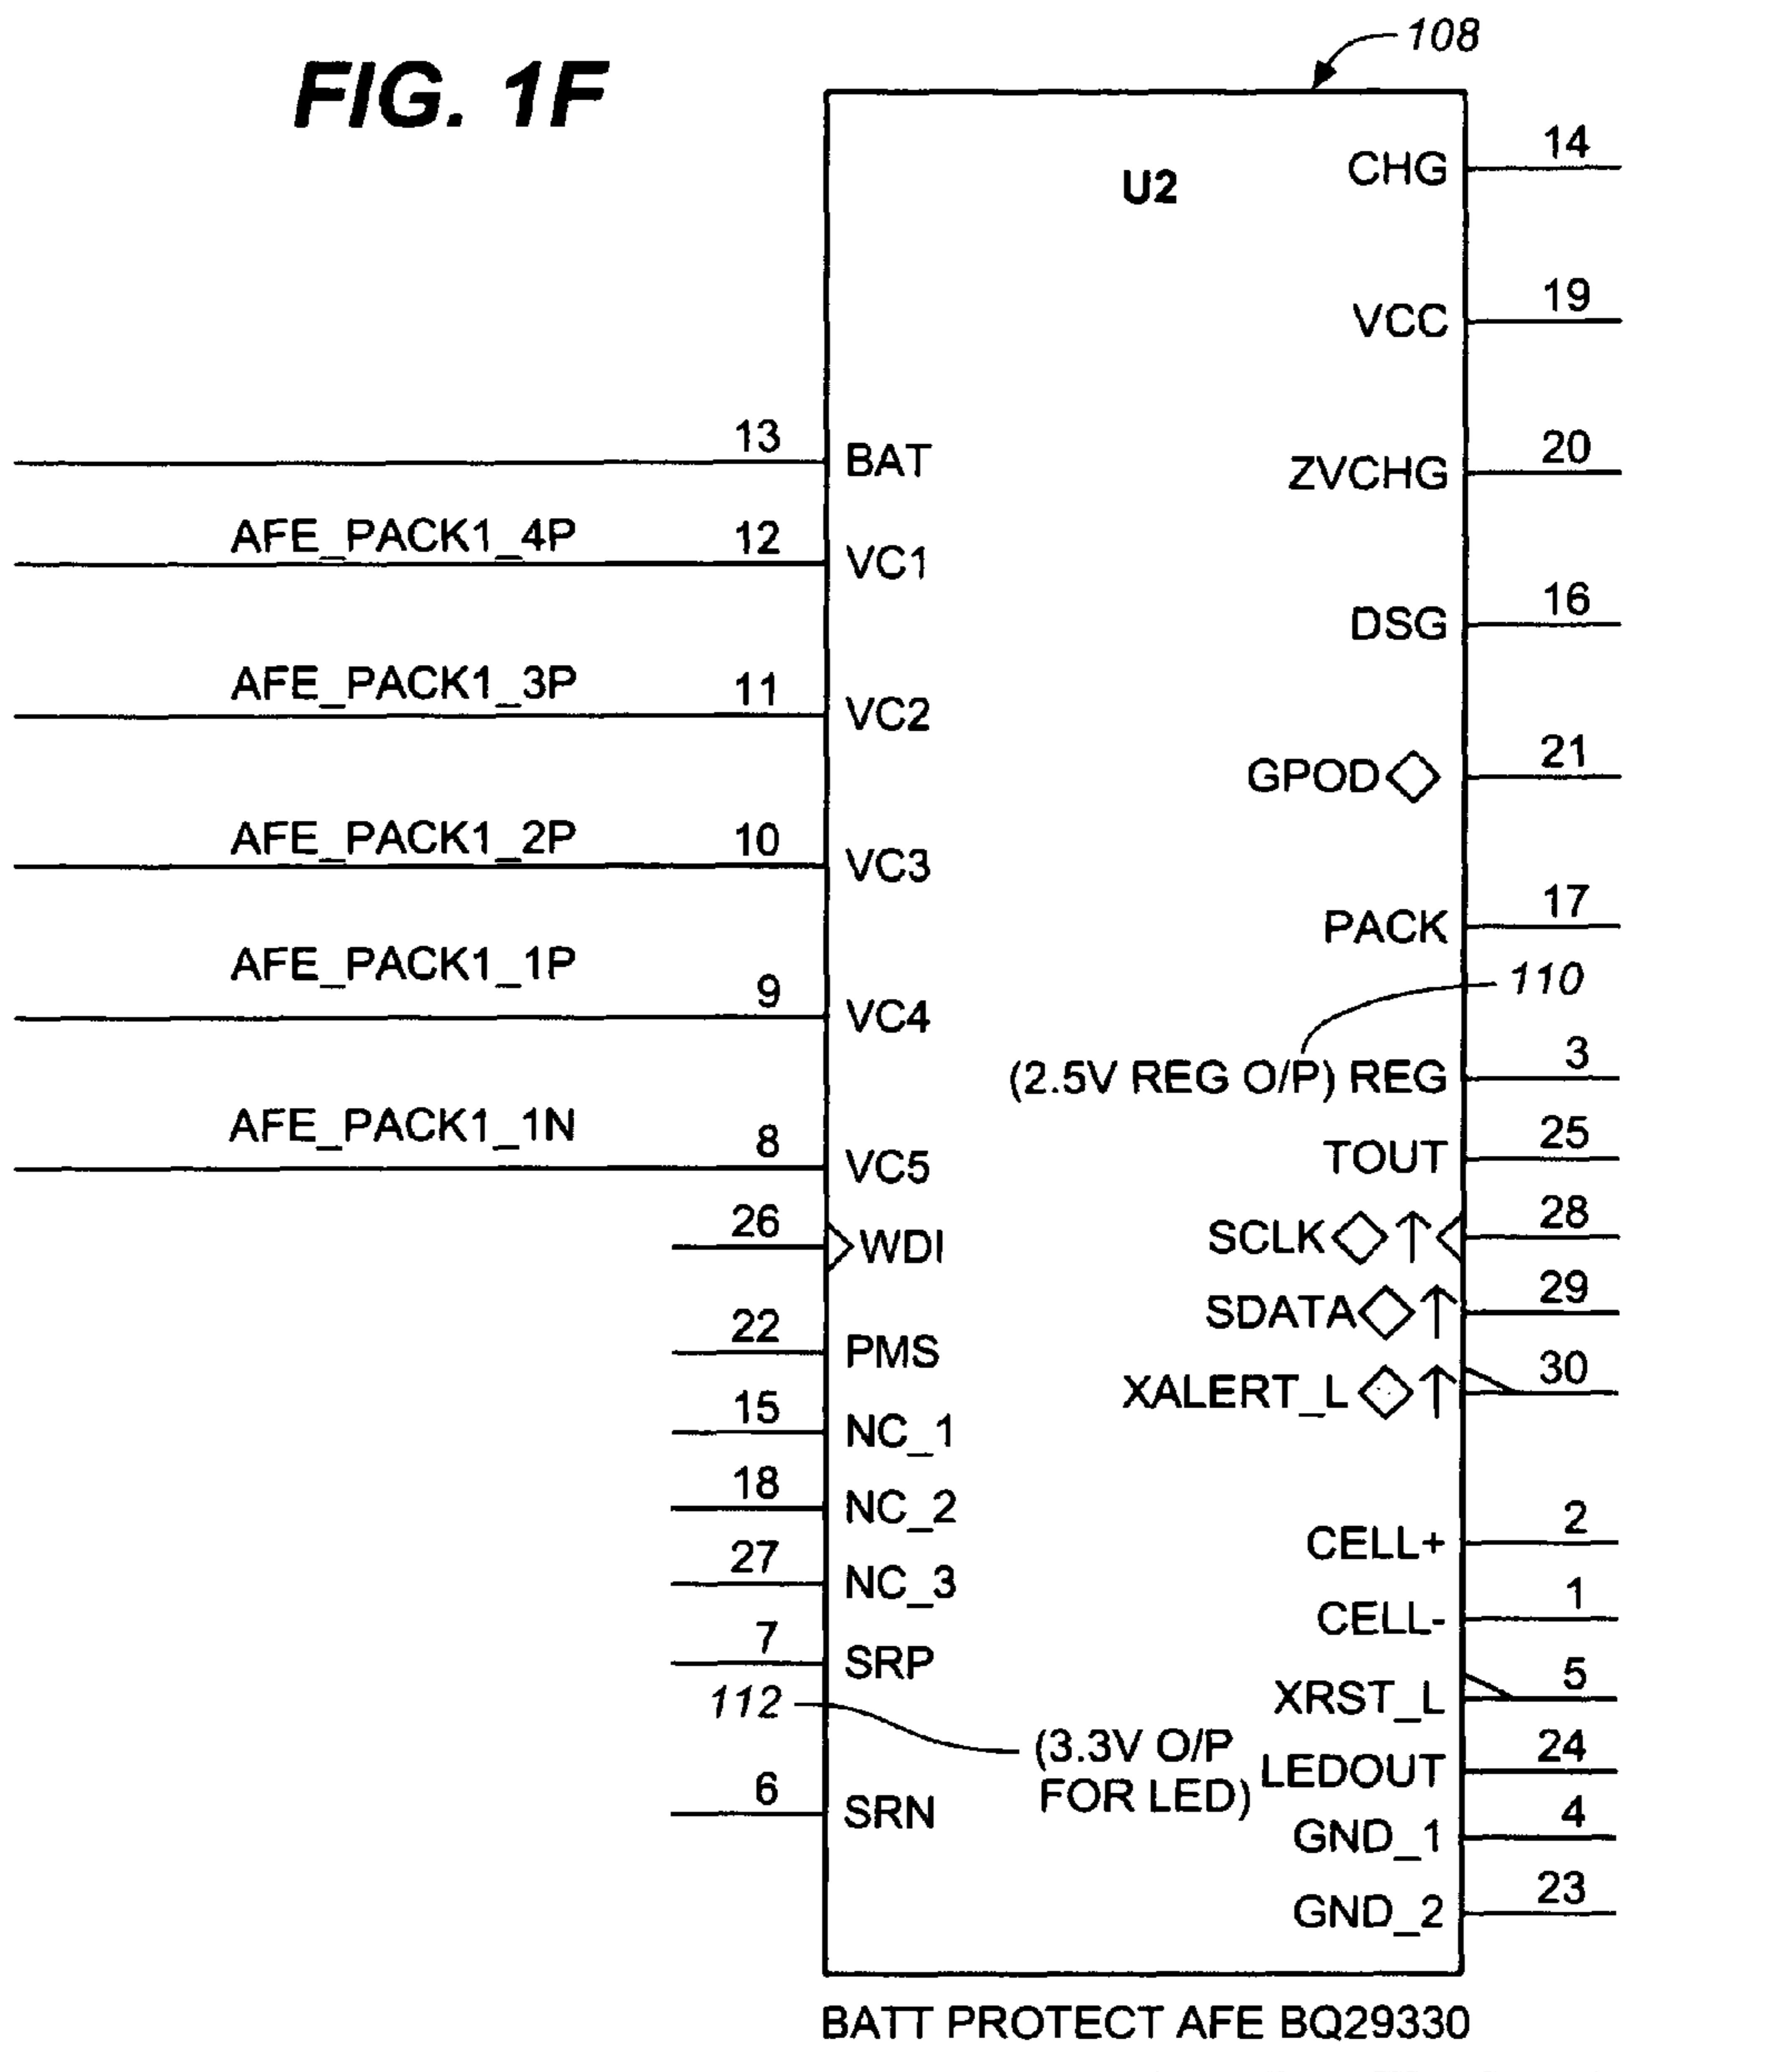 FIG. 1F
108
U2
14
CHG
19
VCC
13
BAT
20
ZVCHG
AFE_PACK1_4P
12
VC1
16
DSG
AFE_PACK1_3P
11
VC2
21
GPOD
AFE_PACK1_2P
10
VC3
17
PACK
110
AFE_PACK1_1P
9
VC4
(2.5V REG O/P) REG
3
AFE_PACK1_1N
8
VC5
TOUT
25
26
WDI
SCLK
28
SDATA
29
22
PMS
XALERT_L
30
15
NC_1
18
NC_2
CELL+
2
27
NC_3
CELL-
1
7
SRP
XRST_L
5
112
(3.3V O/P
FOR LED)
LEDOUT
24
6
SRN
GND_1
4
GND_2
23
BATT PROTECT AFE BQ29330